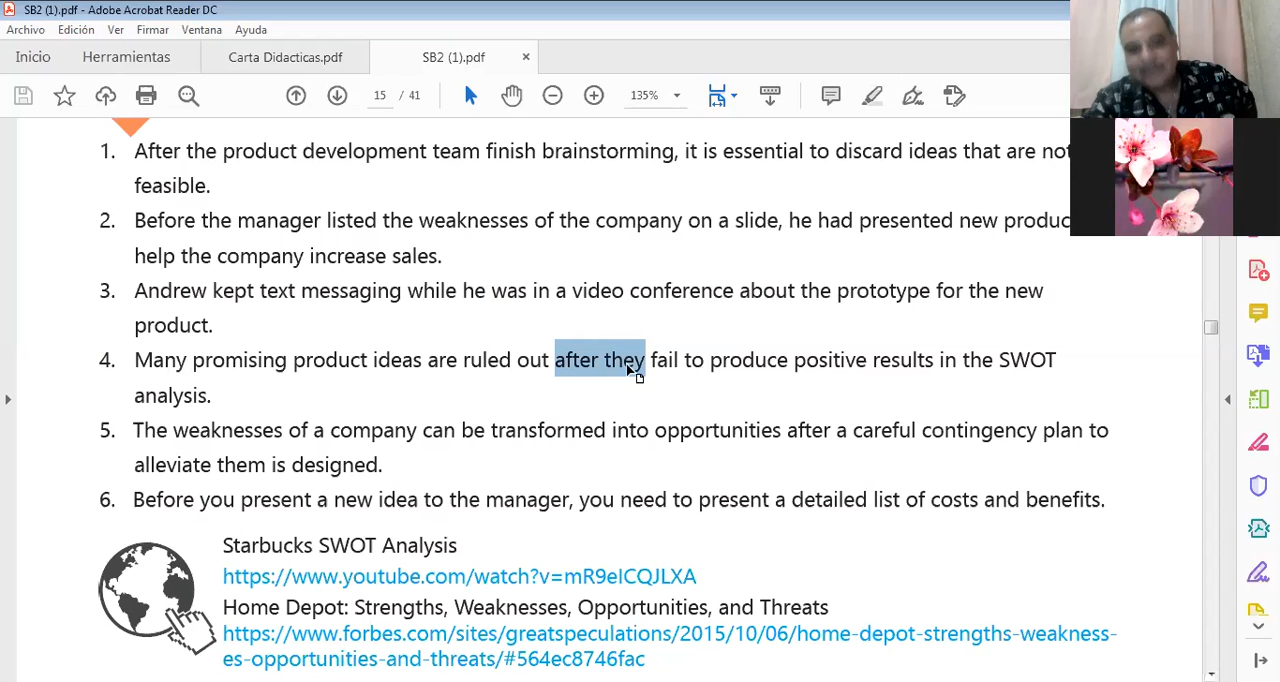 SB2 (1).pdf - Adobe Acrobat Reader DC
Archivo Edición Ver Firmar Ventana Ayuda
Inicio Herramientas Carta Didacticas.pdf SB2 (1).pdf ×
15 / 41 135%
1. After the product development team finish brainstorming, it is essential to discard ideas that are not
feasible.
2. Before the manager listed the weaknesses of the company on a slide, he had presented new produc
help the company increase sales.
3. Andrew kept text messaging while he was in a video conference about the prototype for the new
product.
4. Many promising product ideas are ruled out after they fail to produce positive results in the SWOT
analysis.
5. The weaknesses of a company can be transformed into opportunities after a careful contingency plan to
alleviate them is designed.
6. Before you present a new idea to the manager, you need to present a detailed list of costs and benefits.
Starbucks SWOT Analysis
https://www.youtube.com/watch?v=mR9eICQJLXA
Home Depot: Strengths, Weaknesses, Opportunities, and Threats
https://www.forbes.com/sites/greatspeculations/2015/10/06/home-depot-strengths-weakness-
es-opportunities-and-threats/#564ec8746fac